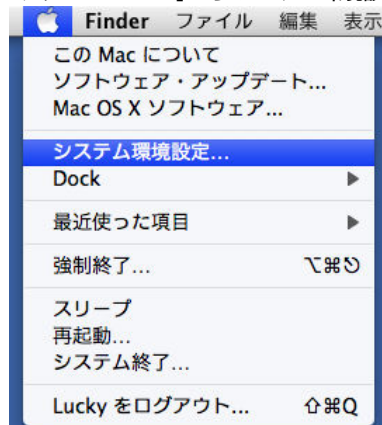 Finder ファイル 編集 表示
この Mac について
ソフトウェア・アップデート...
Mac OS X ソフトウェア...
システム環境設定...
Dock ▶
最近使った項目 ▶
強制終了... ⌥⌘⎋
スリープ
再起動...
システム終了...
Lucky をログアウト... ⇧⌘Q